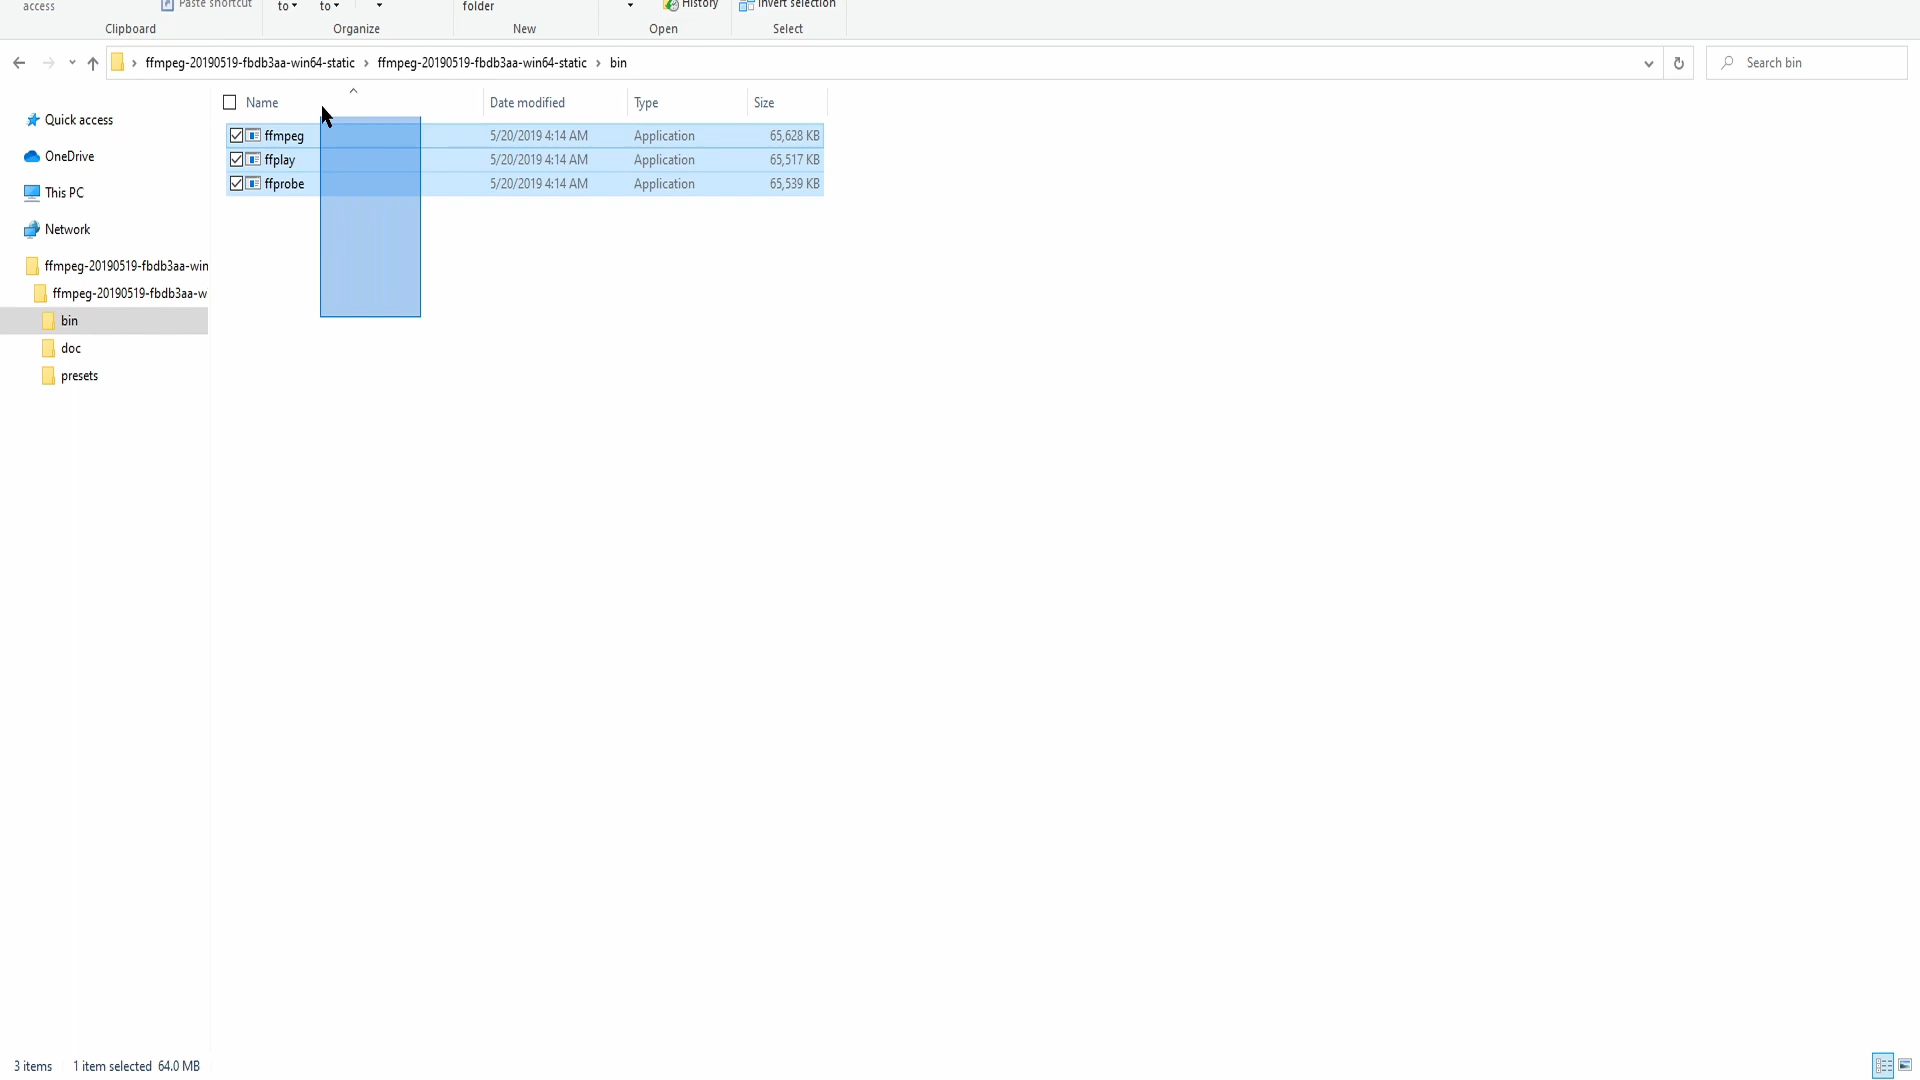 access
Paste shortcut
to
to
folder
History
Invert selection
Clipboard
Organize
New
Open
Select
ffmpeg-20190519-fbdb3aa-win64-static > ffmpeg-20190519-fbdb3aa-win64-static > bin
Search bin
Name Date modified Type Size
ffmpeg 5/20/2019 4:14 AM Application 65,628 KB
ffplay 5/20/2019 4:14 AM Application 65,517 KB
ffprobe 5/20/2019 4:14 AM Application 65,539 KB
Quick access
OneDrive
This PC
Network
ffmpeg-20190519-fbdb3aa-win
ffmpeg-20190519-fbdb3aa-w
bin
doc
presets
3 items 1 item selected 64.0 MB